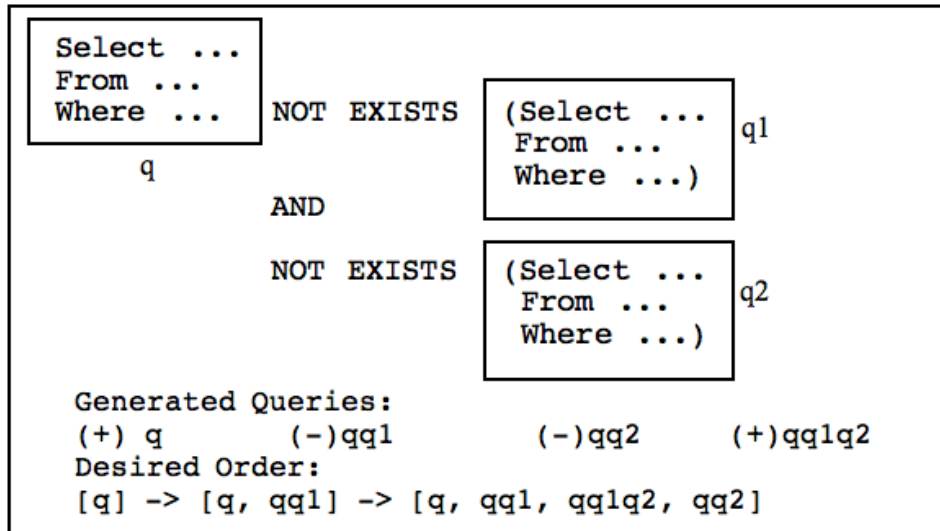 Select ...
From ...
Where ...
q
NOT EXISTS
(Select ...
From ...
Where ...)
q1
AND
NOT EXISTS
(Select ...
From ...
Where ...)
q2
Generated Queries:
(+) q (-)qq1 (-)qq2 (+)qq1q2
Desired Order:
[q] -> [q, qq1] -> [q, qq1, qq1q2, qq2]